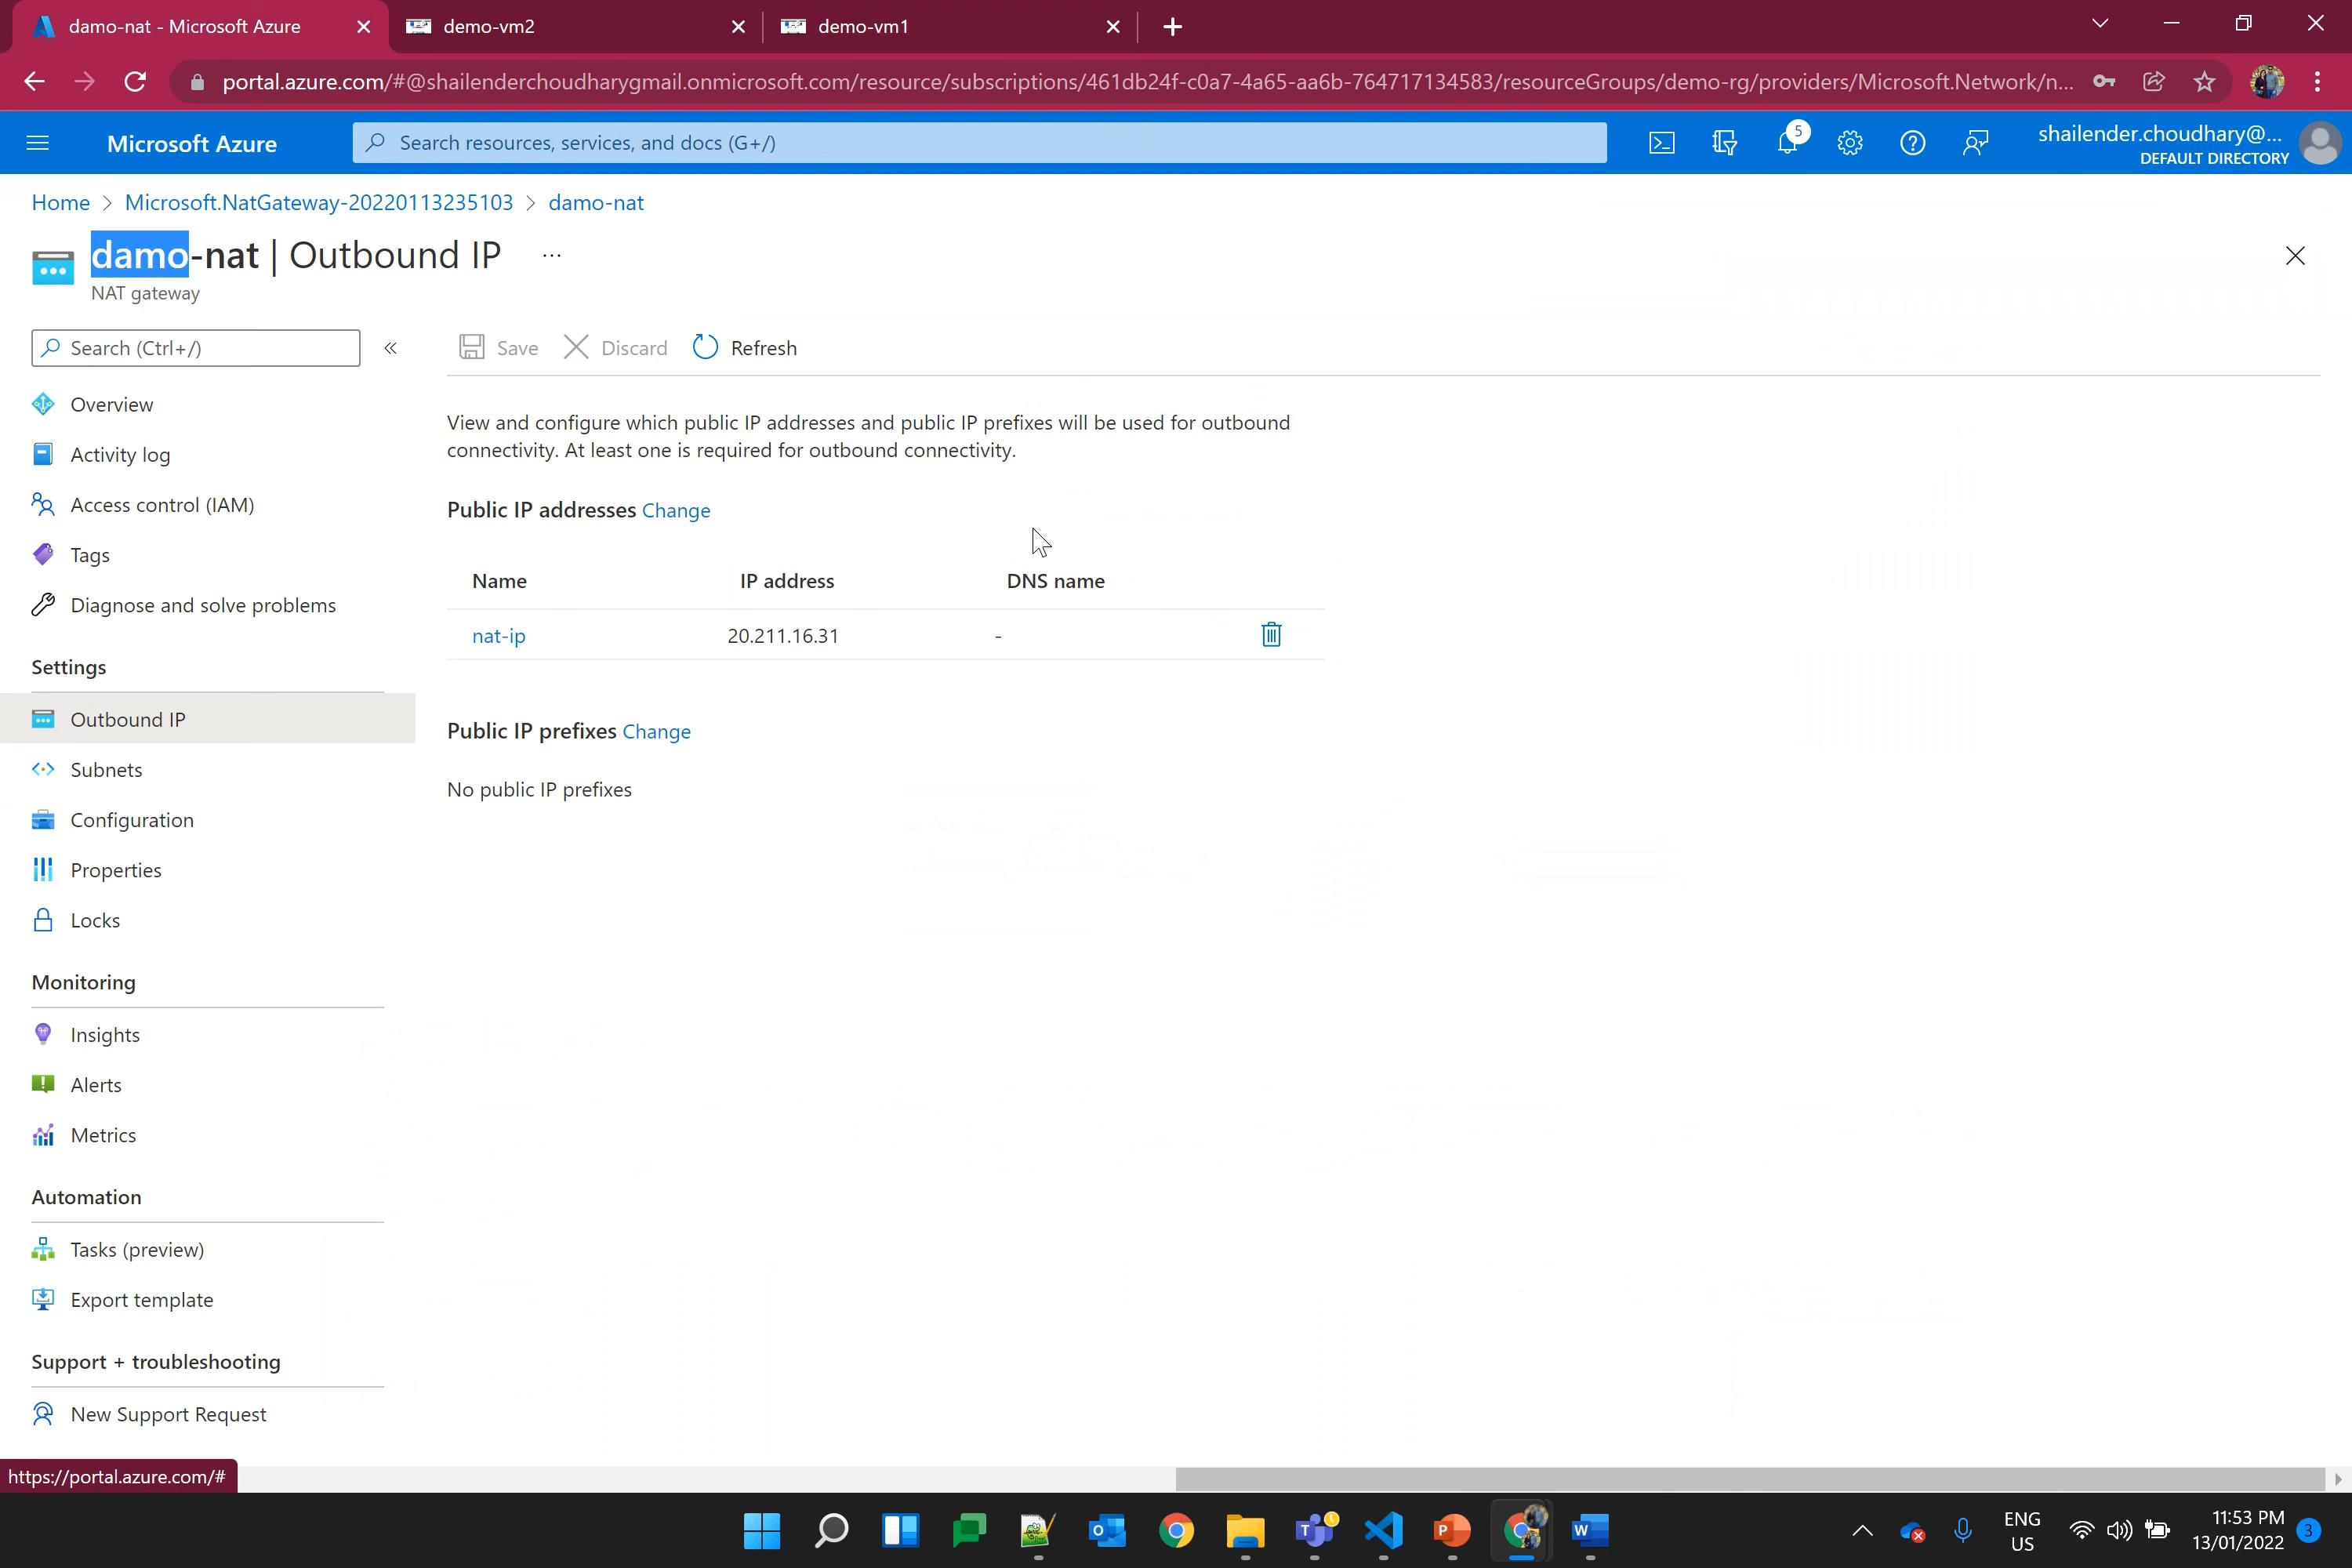 damo-nat - Microsoft Azure
demo-vm2
demo-vm1
portal.azure.com/#@shailenderchoudharygmail.onmicrosoft.com/resource/subscriptions/461db24f-c0a7-4a65-aa6b-764717134583/resourceGroups/demo-rg/providers/Microsoft.Network/n...
Microsoft Azure
Search resources, services, and docs (G+/)
5
shailender.choudhary@...
DEFAULT DIRECTORY
Home > Microsoft.NatGateway-20220113235103 > damo-nat
damo-nat | Outbound IP ...
NAT gateway
Search (Ctrl+/)
«
Save
Discard
Refresh
Overview
Activity log
Access control (IAM)
Tags
Diagnose and solve problems
Settings
Outbound IP
Subnets
Configuration
Properties
Locks
Monitoring
Insights
Alerts
Metrics
Automation
Tasks (preview)
Export template
Support + troubleshooting
New Support Request
View and configure which public IP addresses and public IP prefixes will be used for outbound
connectivity. At least one is required for outbound connectivity.
Public IP addresses Change
Name IP address DNS name
nat-ip 20.211.16.31 -
Public IP prefixes Change
No public IP prefixes
https://portal.azure.com/#
ENG
US
11:53 PM
13/01/2022
3